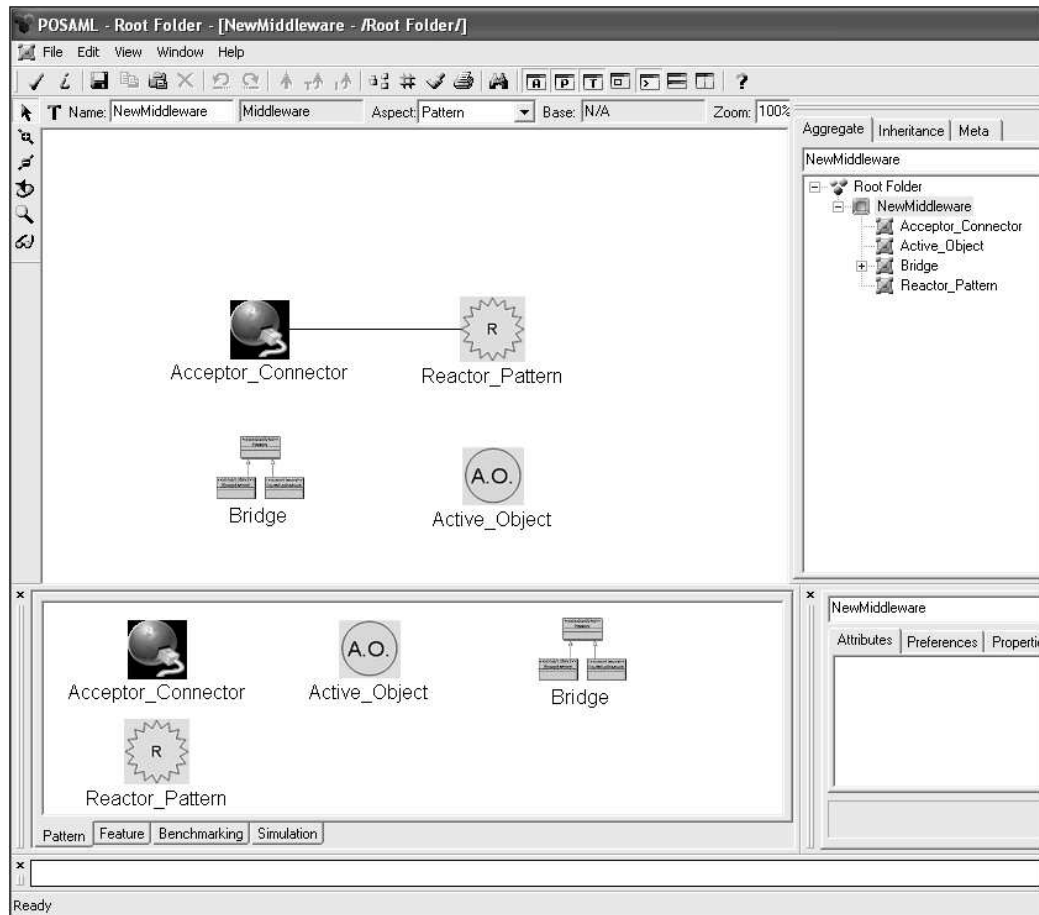 POSAML - Root Folder - [NewMiddleware - /Root Folder/]
File Edit View Window Help
Name: NewMiddleware Middleware Aspect: Pattern Base: N/A Zoom: 100%
Aggregate Inheritance Meta
NewMiddleware
Root Folder
NewMiddleware
Acceptor_Connector
Active_Object
Bridge
Reactor_Pattern
R
Acceptor_Connector Reactor_Pattern
A.O.
Bridge Active_Object
NewMiddleware
Attributes Preferences Properti
A.O.
Acceptor_Connector Active_Object Bridge
R
Reactor_Pattern
Pattern Feature Benchmarking Simulation
Ready